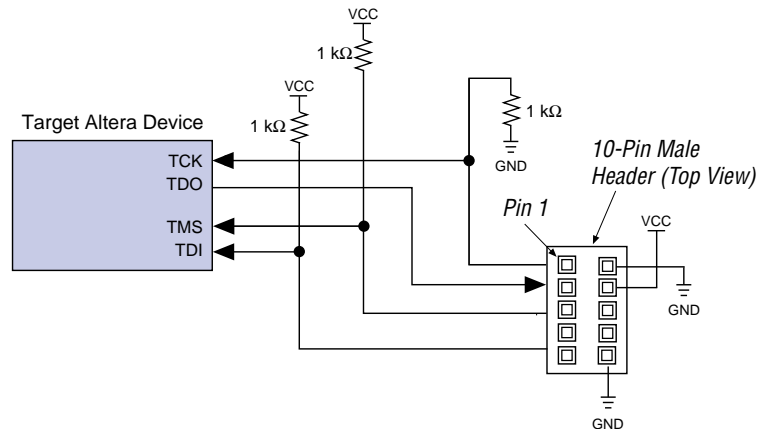 VCC
1 kΩ
VCC
1 kΩ
1 kΩ
GND
Target Altera Device
TCK
TDO
TMS
TDI
10-Pin Male
Header (Top View)
Pin 1
VCC
GND
GND